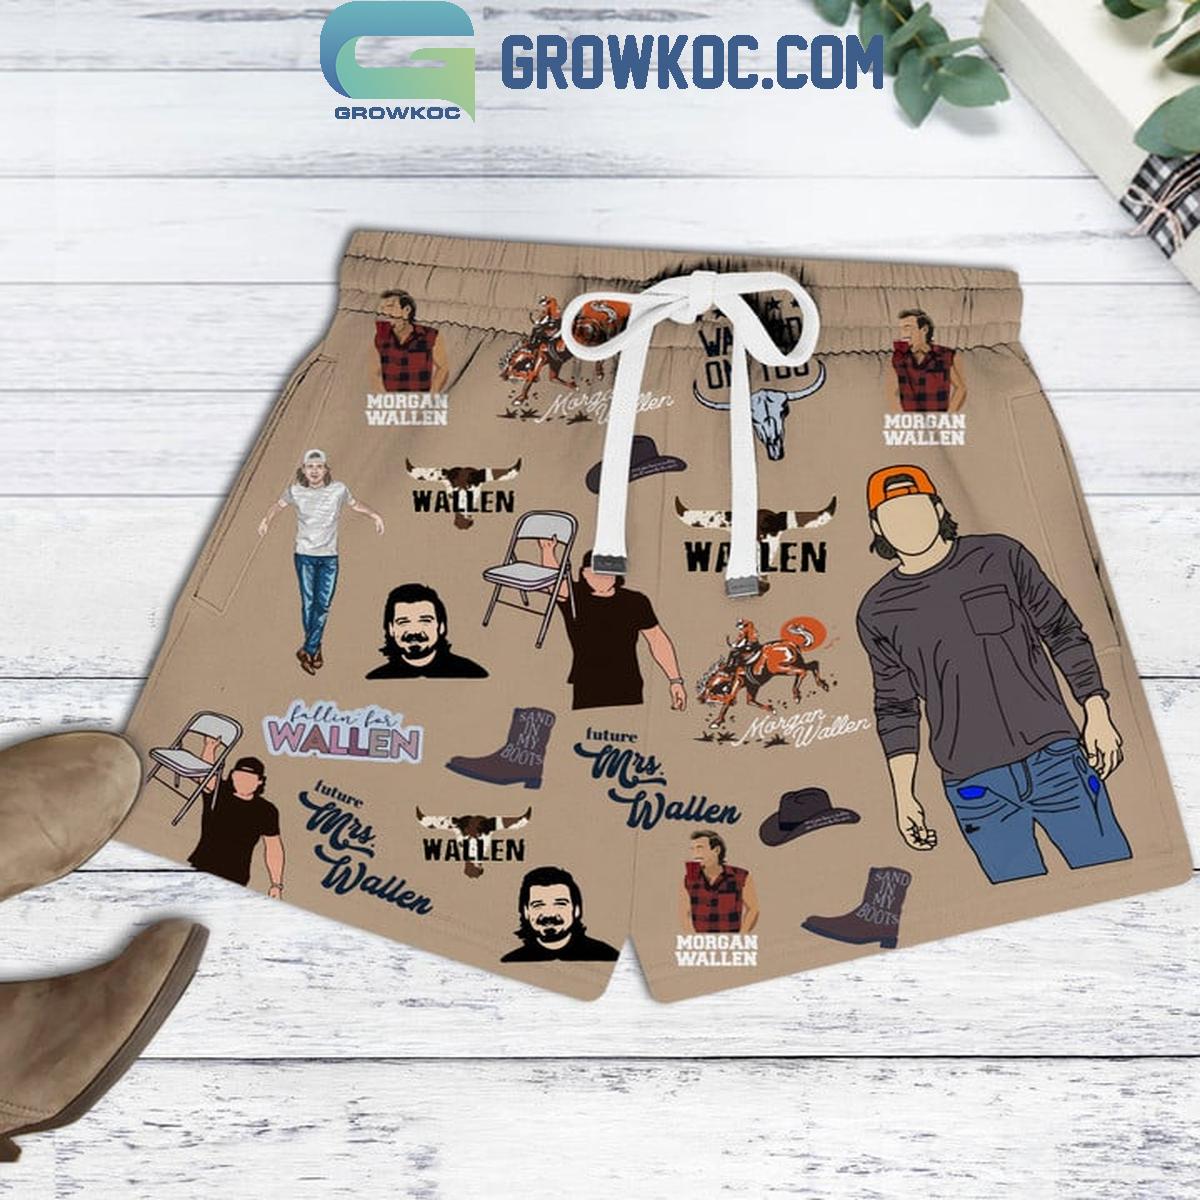 GROWKOC.COM
GROWKOC
MORGAN
WALLEN
Morgan
Wallen
ON YOU
MORGAN
WALLEN
WALLEN
WALLEN
Morgan
Wallen
fallin' for
WALLEN
SAND
IN
MY
BOOTS
future
Mrs.
Wallen
future
Mrs.
Wallen
WALLEN
MORGAN
WALLEN
SAND
IN
MY
BOOTS